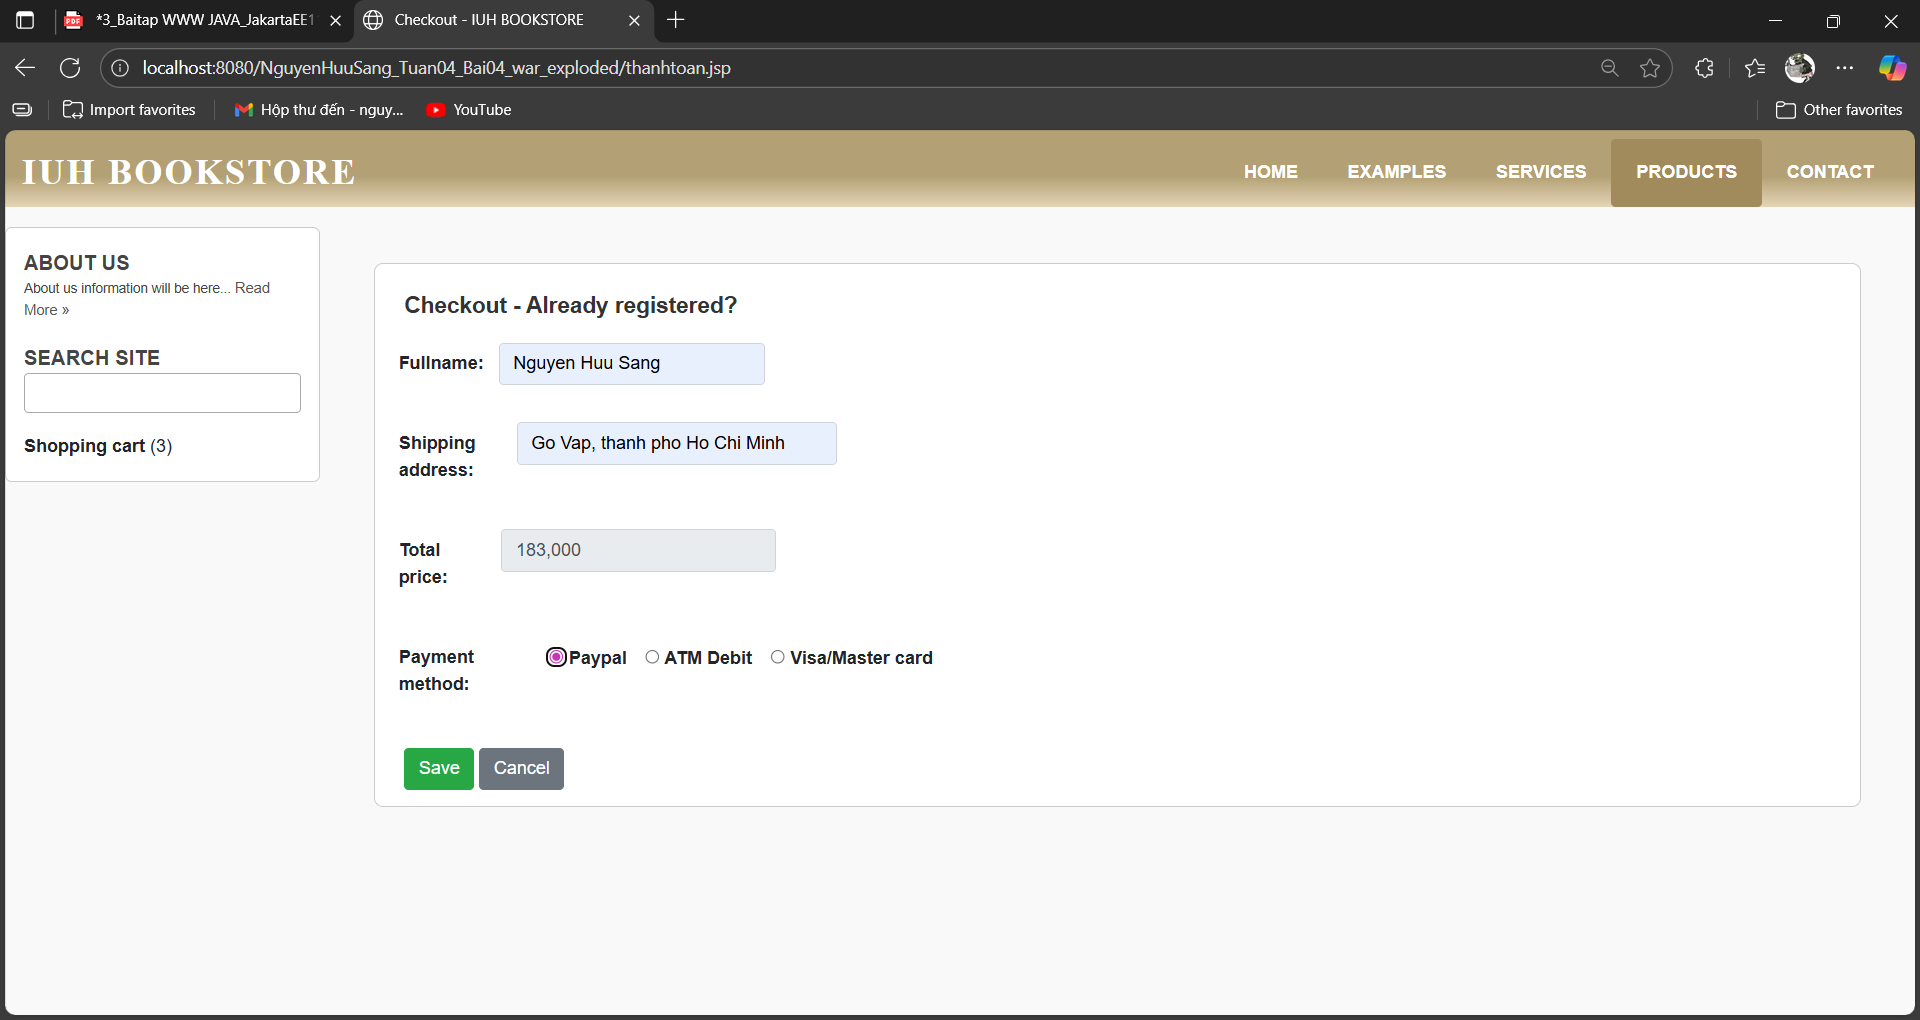 *3_Baitap WWW JAVA_JakartaEE1
Checkout - IUH BOOKSTORE
localhost:8080/NguyenHuuSang_Tuan04_Bai04_war_exploded/thanhtoan.jsp
Import favorites
Hộp thư đến - nguy...
YouTube
Other favorites
IUH BOOKSTORE
HOME
EXAMPLES
SERVICES
PRODUCTS
CONTACT
ABOUT US
About us information will be here... Read
More »
SEARCH SITE
Shopping cart (3)
Checkout - Already registered?
Fullname: Nguyen Huu Sang
Shipping
address:
Go Vap, thanh pho Ho Chi Minh
Total
price:
183,000
Payment
method:
Paypal ATM Debit Visa/Master card
Save
Cancel